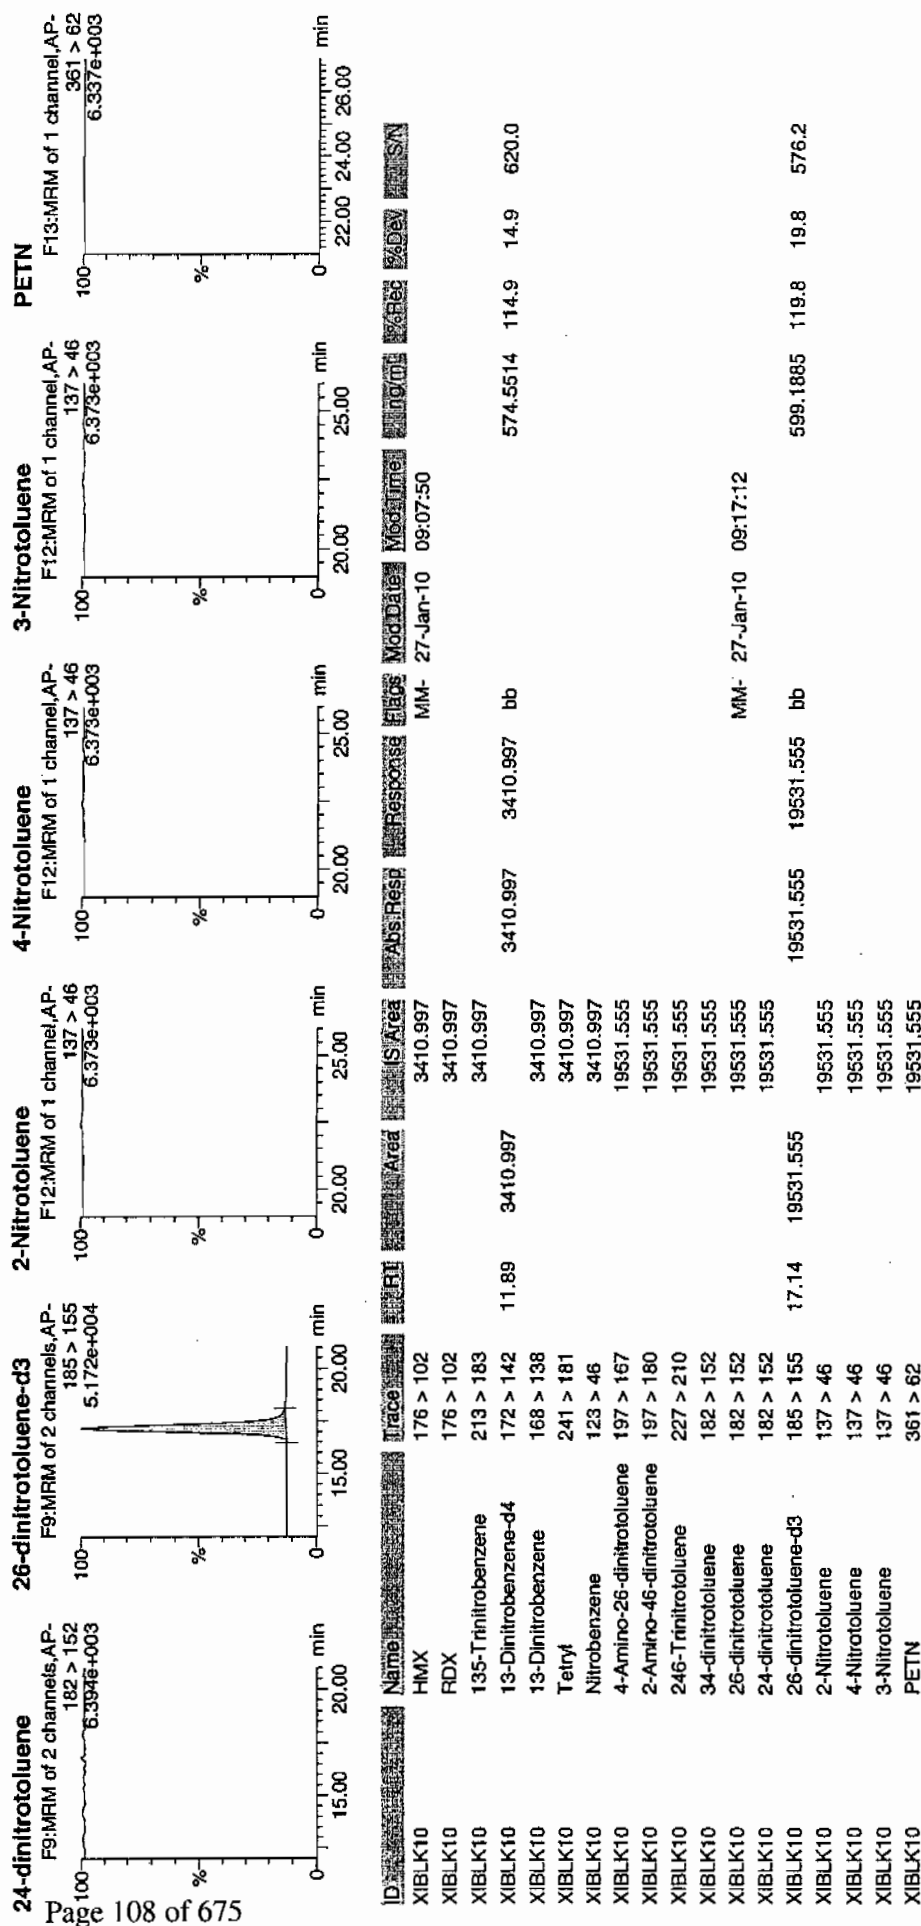 24-dinitrotoluene
F9:MRM of 2 channels,AP-
182 > 152
6.394e+003
100
%
0
15.00 20.00 min
26-dinitrotoluene-d3
F9:MRM of 2 channels,AP-
185 > 155
5.172e+004
100
%
0
15.00 20.00 min
2-Nitrotoluene
F12:MRM of 1 channel,AP-
137 > 46
6.373e+003
100
%
0
20.00 25.00 min
4-Nitrotoluene
F12:MRM of 1 channel,AP-
137 > 46
6.373e+003
100
%
0
20.00 25.00 min
3-Nitrotoluene
F12:MRM of 1 channel,AP-
137 > 46
6.373e+003
100
%
0
20.00 25.00 min
PETN
F13:MRM of 1 channel,AP-
361 > 62
6.337e+003
100
%
0
22.00 24.00 26.00 min
ID Name Trace RT Area IS Area Abs.Resp Response Flags Mod.Date Mod.Time ng/mL %Rec %Dev S/N
XIBLK10 HMX 176 > 102 3410.997 MM- 27-Jan-10 09:07:50
XIBLK10 RDX 176 > 102 3410.997
XIBLK10 135-Trinitrobenzene 213 > 183 3410.997
XIBLK10 13-Dinitrobenzene-d4 172 > 142 11.89 3410.997 3410.997 3410.997 bb 574.5514 114.9 14.9 620.0
XIBLK10 13-Dinitrobenzene 168 > 138 3410.997
XIBLK10 Tetryl 241 > 181 3410.997
XIBLK10 Nitrobenzene 123 > 46 3410.997
XIBLK10 4-Amino-26-dinitrotoluene 197 > 167 19531.555
XIBLK10 2-Amino-46-dinitrotoluene 197 > 180 19531.555
XIBLK10 246-Trinitrotoluene 227 > 210 19531.555
XIBLK10 34-dinitrotoluene 182 > 152 19531.555
XIBLK10 26-dinitrotoluene 182 > 152 19531.555 MM- 27-Jan-10 09:17:12
XIBLK10 24-dinitrotoluene 182 > 152 19531.555
XIBLK10 26-dinitrotoluene-d3 185 > 155 17.14 19531.555 19531.555 19531.555 bb 599.1885 119.8 19.8 576.2
XIBLK10 2-Nitrotoluene 137 > 46 19531.555
XIBLK10 4-Nitrotoluene 137 > 46 19531.555
XIBLK10 3-Nitrotoluene 137 > 46 19531.555
XIBLK10 PETN 361 > 62 19531.555
Page 108 of 675